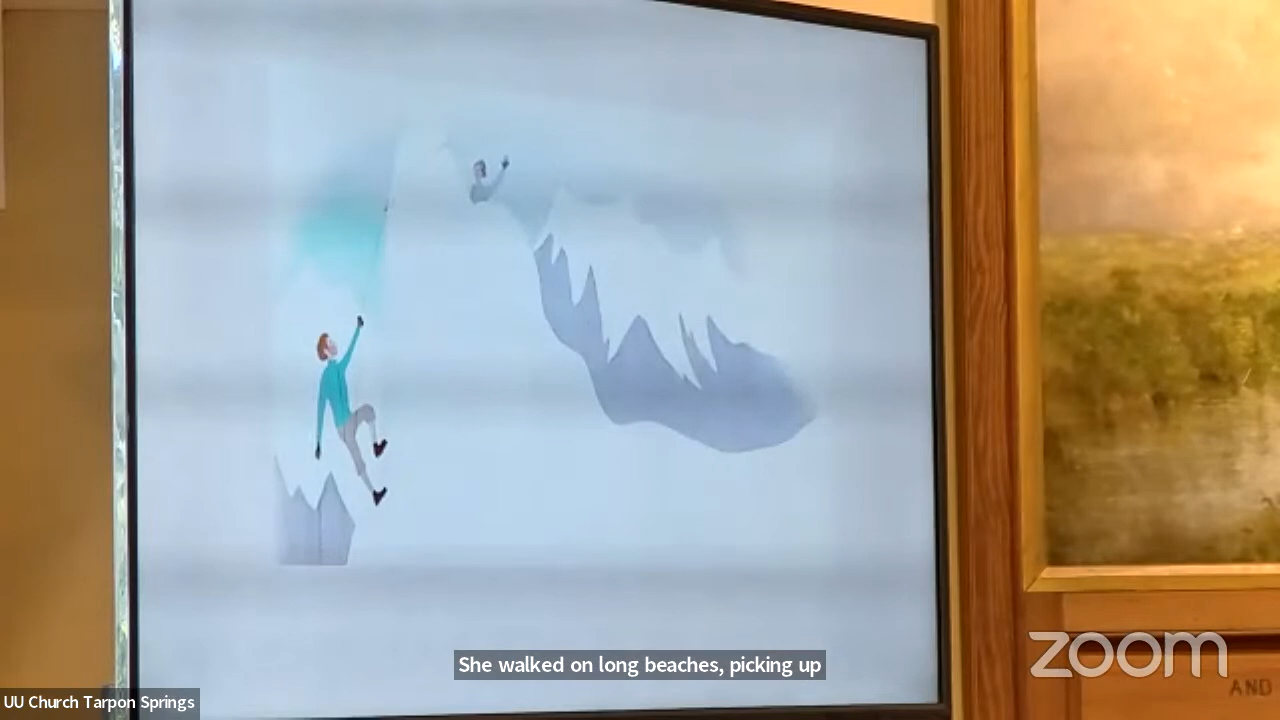 She walked on long beaches, picking up
zoom
AND
UU Church Tarpon Springs